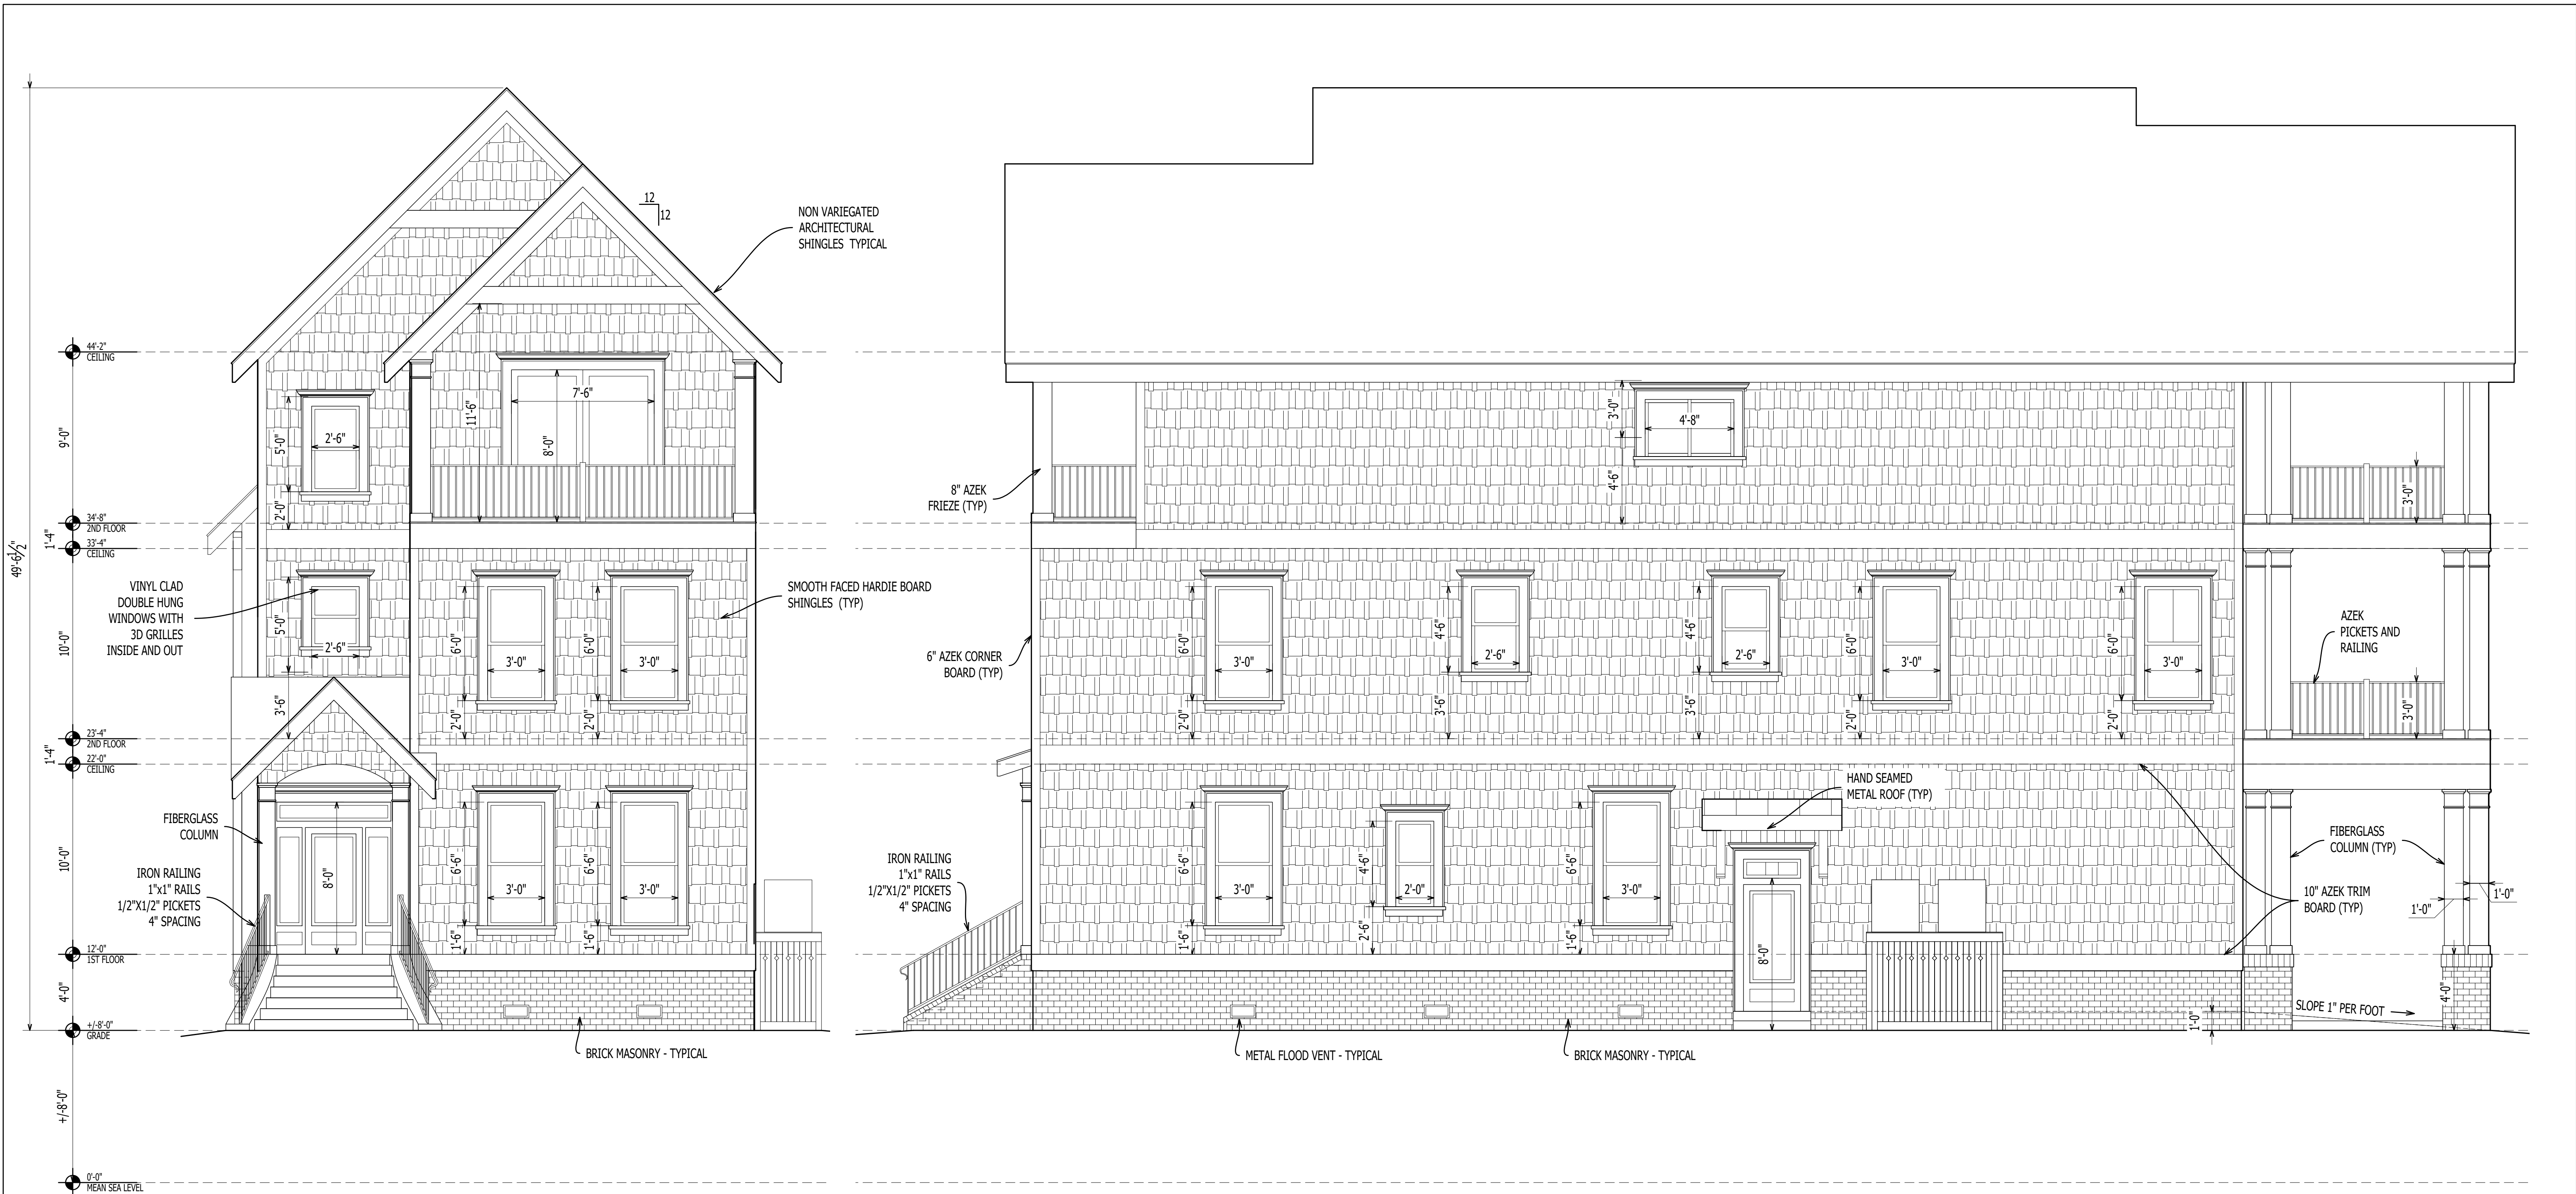 49'-6 1/2"
44'-2"
CEILING
9'-0"
34'-8"
2ND FLOOR
1'-4"
33'-4"
CEILING
10'-0"
23'-4"
2ND FLOOR
1'-4"
22'-0"
CEILING
10'-0"
12'-0"
1ST FLOOR
4'-0"
+/-8'-0"
GRADE
+/-8'-0"
0'-0"
MEAN SEA LEVEL
12
12
NON VARIEGATED
ARCHITECTURAL
SHINGLES TYPICAL
11'-6"
7'-6"
8'-0"
5'-0"
2'-6"
2'-0"
VINYL CLAD
DOUBLE HUNG
WINDOWS WITH
3D GRILLES
INSIDE AND OUT
5'-0"
2'-6"
3'-6"
6'-0"
3'-0"
2'-0"
6'-0"
3'-0"
2'-0"
SMOOTH FACED HARDIE BOARD
SHINGLES (TYP)
FIBERGLASS
COLUMN
IRON RAILING
1"x1" RAILS
1/2"X1/2" PICKETS
4" SPACING
8'-0"
6'-6"
3'-0"
1'-6"
6'-6"
3'-0"
1'-6"
BRICK MASONRY - TYPICAL
8" AZEK
FRIEZE (TYP)
3'-0"
4'-8"
4'-6"
3'-0"
6" AZEK CORNER
BOARD (TYP)
6'-0"
3'-0"
2'-0"
4'-6"
2'-6"
3'-6"
4'-6"
2'-6"
3'-6"
6'-0"
3'-0"
2'-0"
6'-0"
3'-0"
2'-0"
AZEK
PICKETS AND
RAILING
3'-0"
HAND SEAMED
METAL ROOF (TYP)
IRON RAILING
1"x1" RAILS
1/2"X1/2" PICKETS
4" SPACING
6'-6"
3'-0"
1'-6"
4'-6"
2'-0"
2'-6"
6'-6"
3'-0"
1'-6"
8'-0"
FIBERGLASS
COLUMN (TYP)
10" AZEK TRIM
BOARD (TYP)
1'-0"
1'-0"
4'-0"
SLOPE 1" PER FOOT
1'-0"
METAL FLOOD VENT - TYPICAL
BRICK MASONRY - TYPICAL